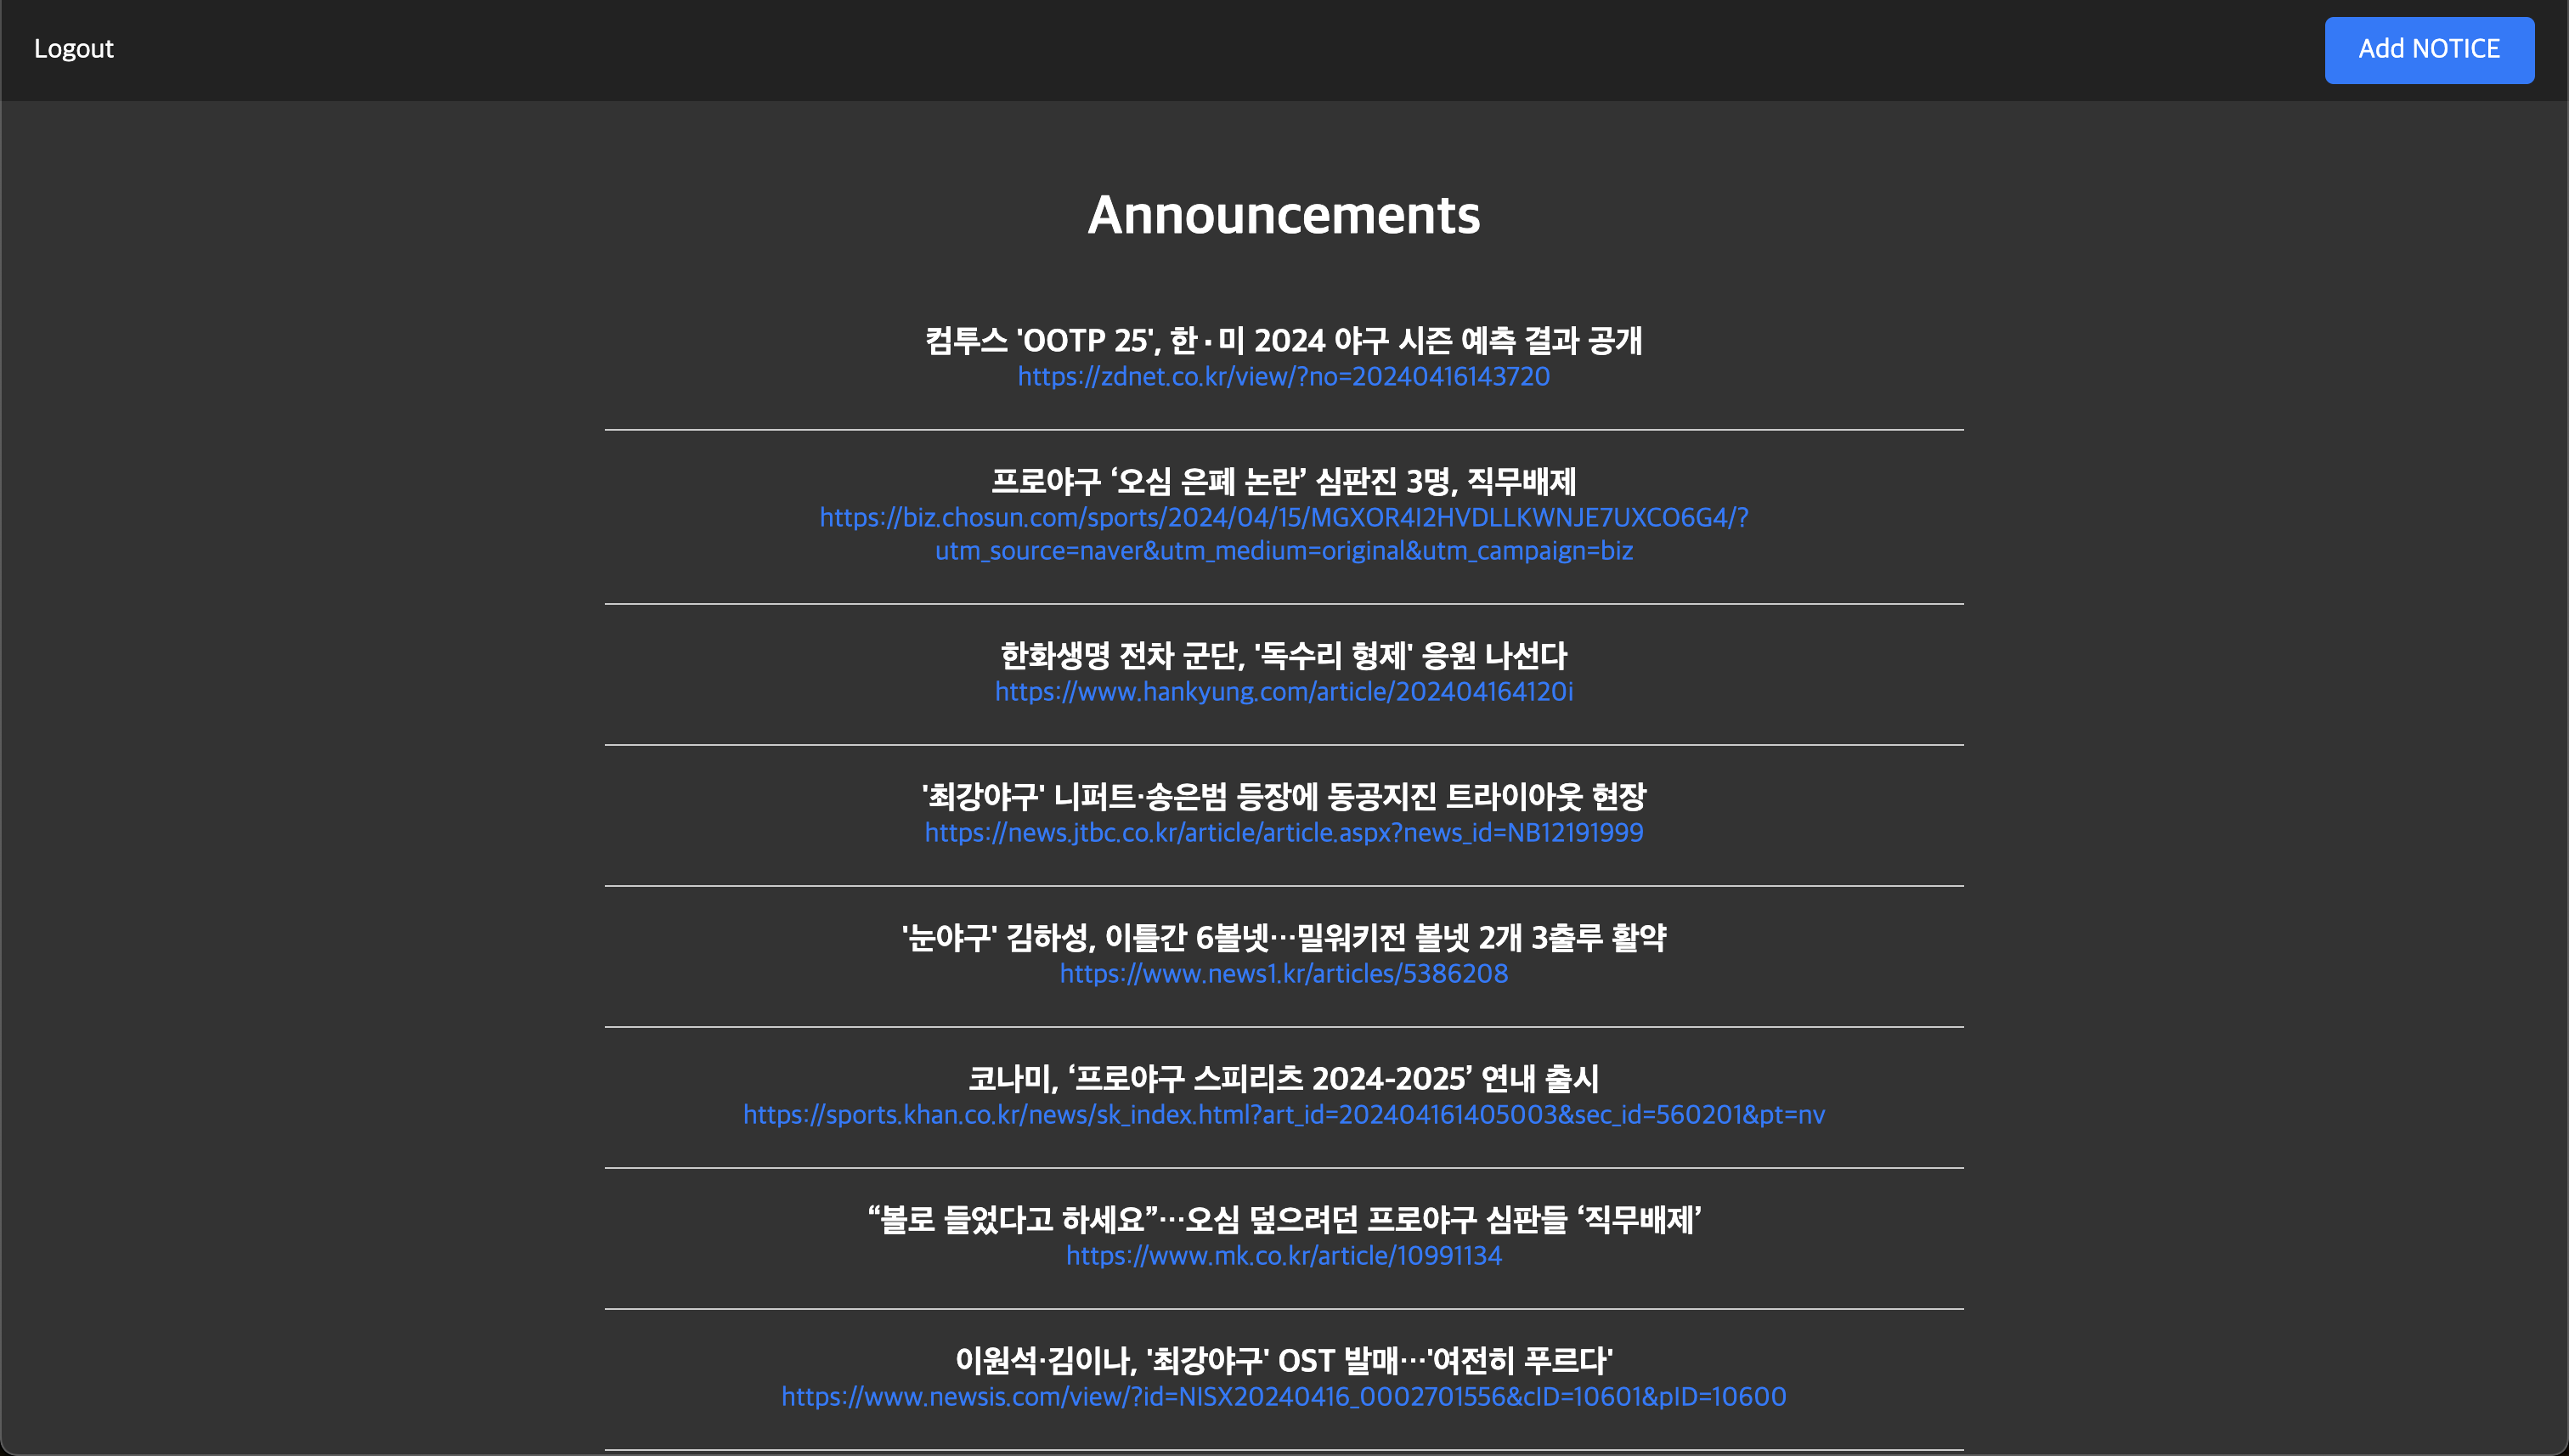 Logout
Add NOTICE
Announcements
컴투스 'OOTP 25', 한·미 2024 야구 시즌 예측 결과 공개
https://zdnet.co.kr/view/?no=20240416143720
프로야구 ‘오심 은폐 논란’ 심판진 3명, 직무배제
https://biz.chosun.com/sports/2024/04/15/MGXOR4I2HVDLLKWNJE7UXCO6G4/?
utm_source=naver&utm_medium=original&utm_campaign=biz
한화생명 전차 군단, '독수리 형제' 응원 나선다
https://www.hankyung.com/article/202404164120i
'최강야구' 니퍼트·송은범 등장에 동공지진 트라이아웃 현장
https://news.jtbc.co.kr/article/article.aspx?news_id=NB12191999
'눈야구' 김하성, 이틀간 6볼넷…밀워키전 볼넷 2개 3출루 활약
https://www.news1.kr/articles/5386208
코나미, ‘프로야구 스피리츠 2024-2025’ 연내 출시
https://sports.khan.co.kr/news/sk_index.html?art_id=202404161405003&sec_id=560201&pt=nv
“볼로 들었다고 하세요”…오심 덮으려던 프로야구 심판들 ‘직무배제’
https://www.mk.co.kr/article/10991134
이원석·김이나, '최강야구' OST 발매…'여전히 푸르다'
https://www.newsis.com/view/?id=NISX20240416_0002701556&cID=10601&pID=10600